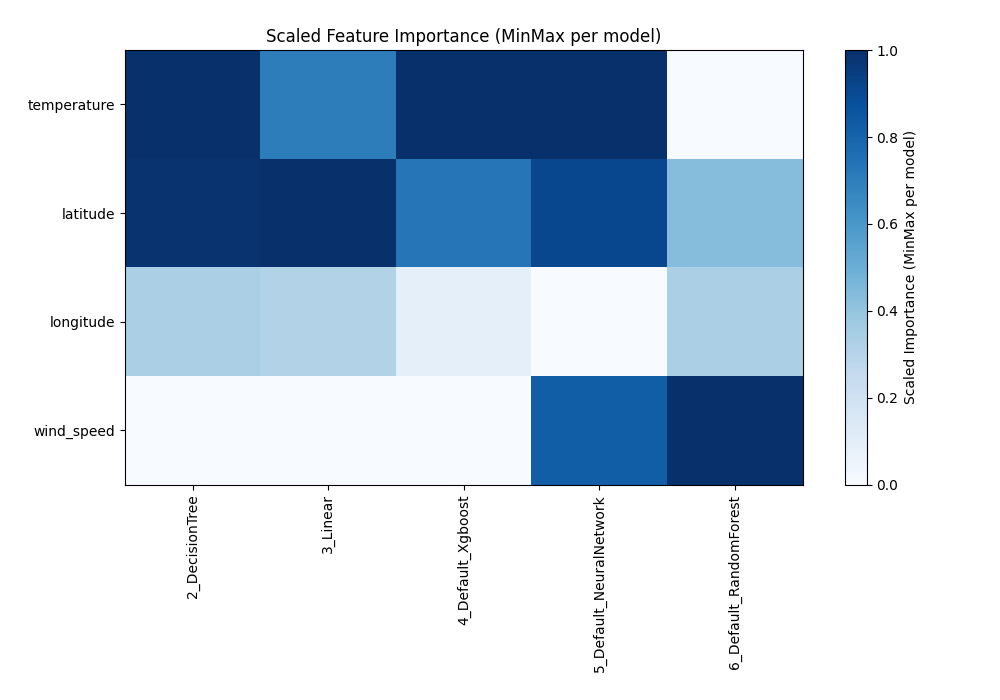 Scaled Feature Importance (MinMax per model)
temperature
latitude
longitude
wind_speed
2_DecisionTree
3_Linear
4_Default_Xgboost
5_Default_NeuralNetwork
6_Default_RandomForest
1.0
0.8
0.6
0.4
0.2
0.0
Scaled Importance (MinMax per model)